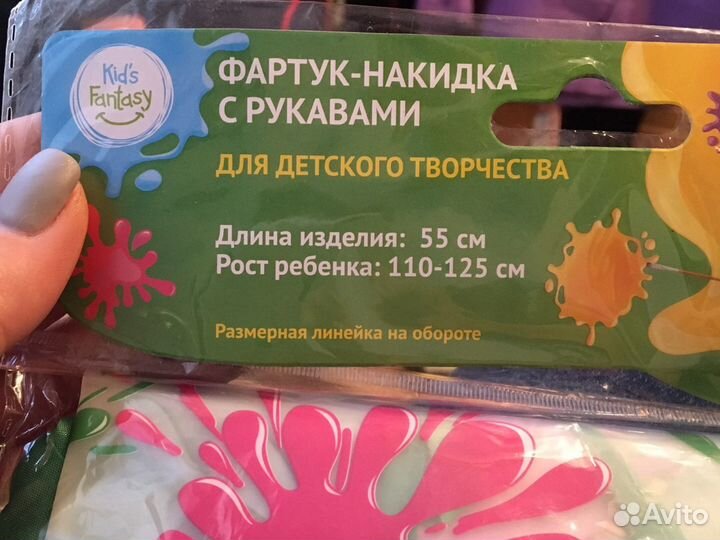 Kid's
Fantasy
ФАРТУК-НАКИДКА
С РУКАВАМИ
ДЛЯ ДЕТСКОГО ТВОРЧЕСТВА
Длина изделия: 55 см
Рост ребенка: 110-125 см
Размерная линейка на обороте
Avito